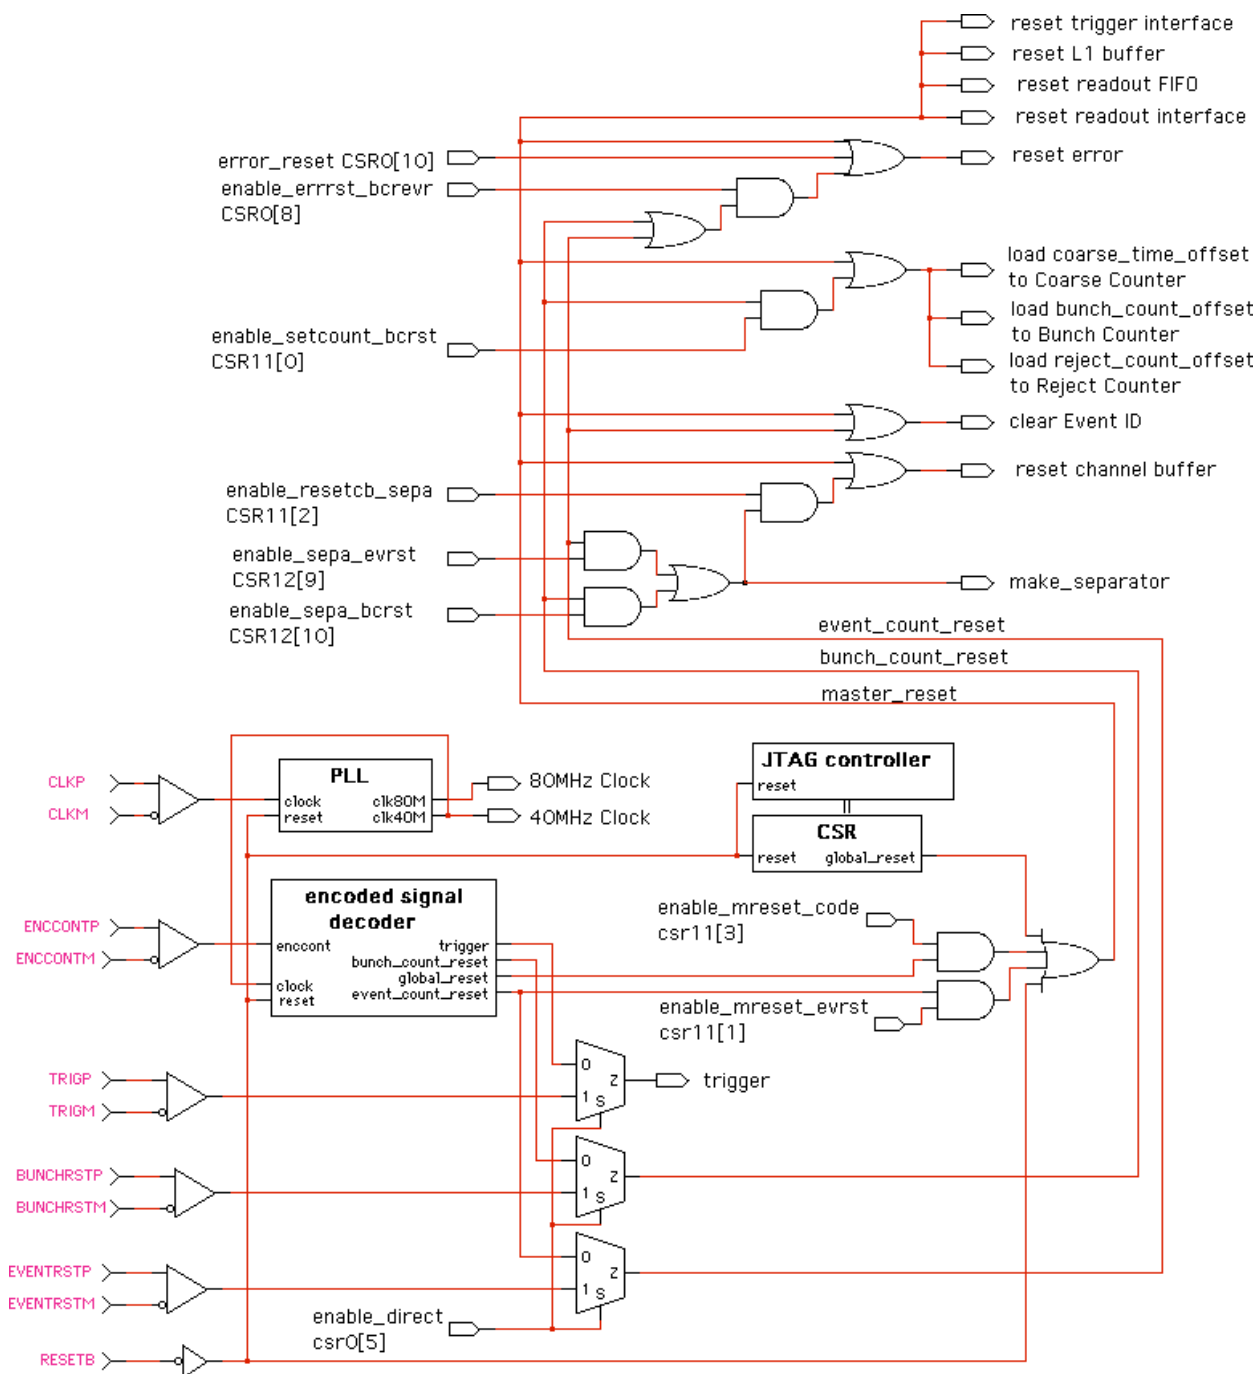 reset trigger interface
reset L1 buffer
reset readout FIFO
reset readout interface
error_reset CSR0[10]
reset error
enable_errrst_bcrevr
CSR0[8]
load coarse_time_offset
to Coarse Counter
load bunch_count_offset
to Bunch Counter
enable_setcount_bcrst
CSR11[0]
load reject_count_offset
to Reject Counter
clear Event ID
reset channel buffer
enable_resetcb_sepa
CSR11[2]
enable_sepa_evrst
CSR12[9]
make_separator
enable_sepa_bcrst
CSR12[10]
event_count_reset
bunch_count_reset
master_reset
CLKP
CLKM
PLL
clock
reset
clk80M
clk40M
80MHz Clock
40MHz Clock
JTAG controller
reset
CSR
reset
global_reset
ENCCONTP
ENCCONTM
encoded signal
decoder
enccont
trigger
bunch_count_reset
global_reset
event_count_reset
clock
reset
enable_mreset_code
csr11[3]
enable_mreset_evrst
csr11[1]
TRIGP
TRIGM
0
1
S
Z
trigger
BUNCHRSTP
BUNCHRSTM
0
1
S
Z
EVENTRSTP
EVENTRSTM
0
1
S
Z
enable_direct
csr0[5]
RESETB